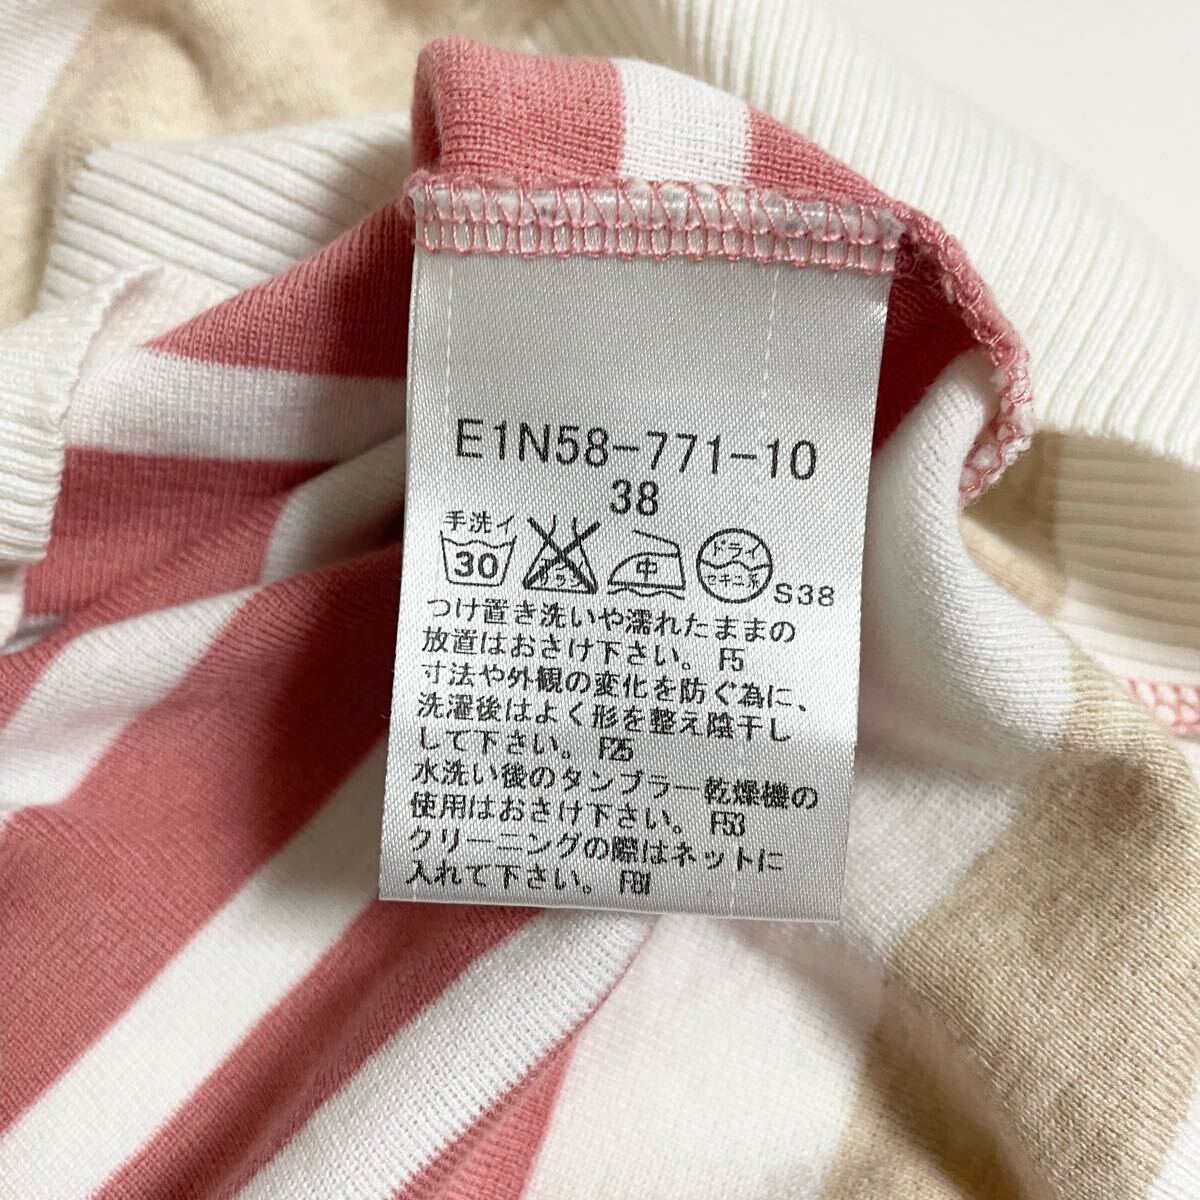 E1N58-771-10
38
手洗イ
30
エンソサラシ
中
ドライ
セキユ系
S38
つけ置き洗いや濡れたままの
放置はおさけ下さい。 F5
寸法や外観の変化を防ぐ為に、
洗濯後はよく形を整え陰干し
して下さい。 F25
水洗い後のタンブラー乾燥機の
使用はおさけ下さい。 F53
クリーニングの際はネットに
入れて下さい。 F81